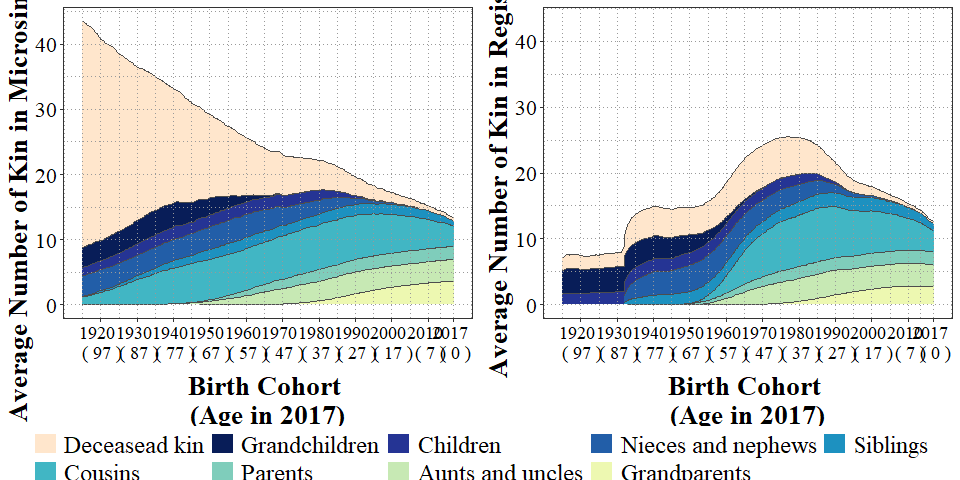 Average Number of Kin in Microsim
40
30
20
10
0
1920 1930 1940 1950 1960 1970 1980 1990 2000 2010 2017
( 97 ) ( 87 ) ( 77 ) ( 67 ) ( 57 ) ( 47 ) ( 37 ) ( 27 ) ( 17 ) ( 7 ) ( 0 )
Birth Cohort
(Age in 2017)
Average Number of Kin in Regis
40
30
20
10
0
1920 1930 1940 1950 1960 1970 1980 1990 2000 2010 2017
( 97 ) ( 87 ) ( 77 ) ( 67 ) ( 57 ) ( 47 ) ( 37 ) ( 27 ) ( 17 ) ( 7 ) ( 0 )
Birth Cohort
(Age in 2017)
Deceasead kin Grandchildren Children Nieces and nephews Siblings
Cousins Parents Aunts and uncles Grandparents